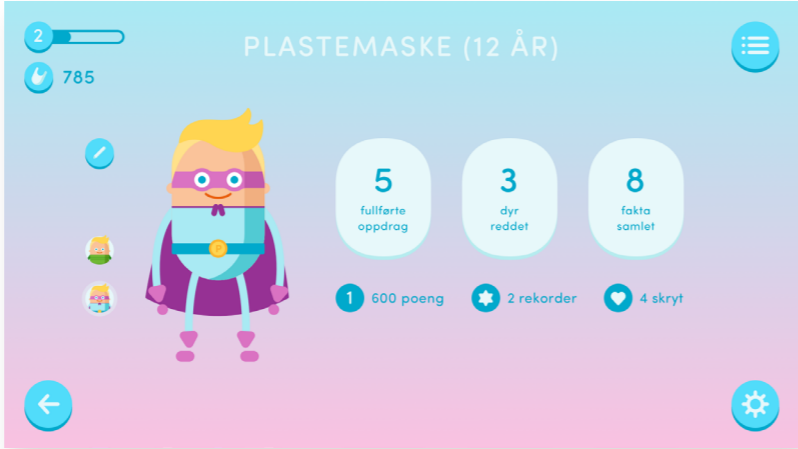 2
785
PLASTEMASKE (12 ÅR)
5
fullførte
oppdrag
3
dyr
reddet
8
fakta
samlet
1 600 poeng
2 rekorder
4 skryt
P